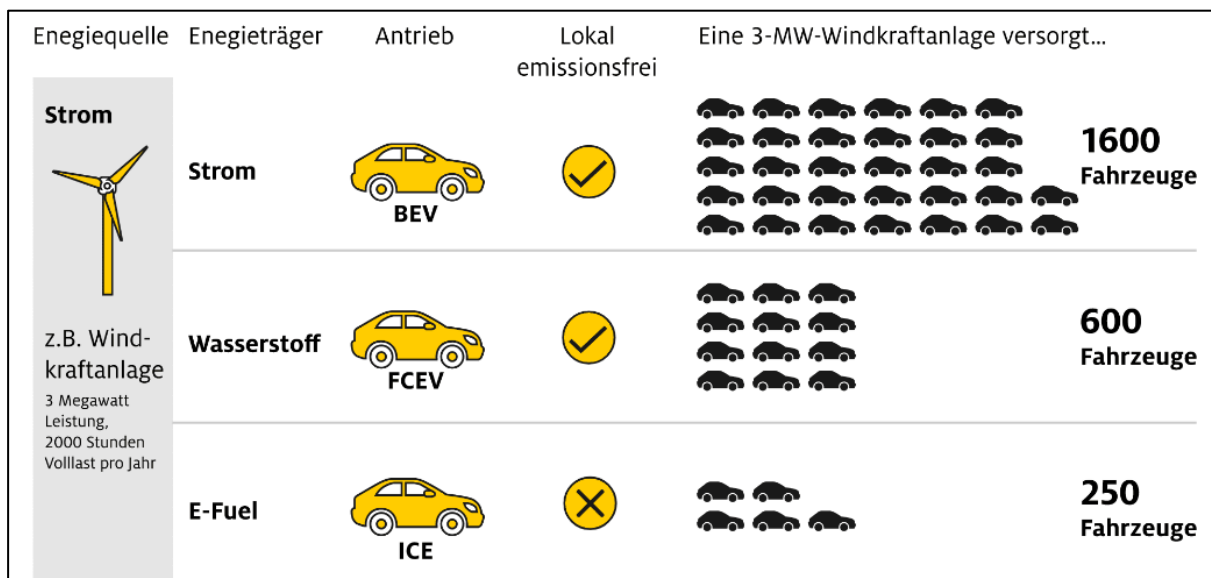 Enegiequelle
Enegieträger
Antrieb
Lokal
emissionsfrei
Eine 3-MW-Windkraftanlage versorgt...
Strom
z.B. Wind-
kraftanlage
3 Megawatt
Leistung,
2000 Stunden
Volllast pro Jahr
Strom
BEV
1600
Fahrzeuge
Wasserstoff
FCEV
600
Fahrzeuge
E-Fuel
ICE
250
Fahrzeuge